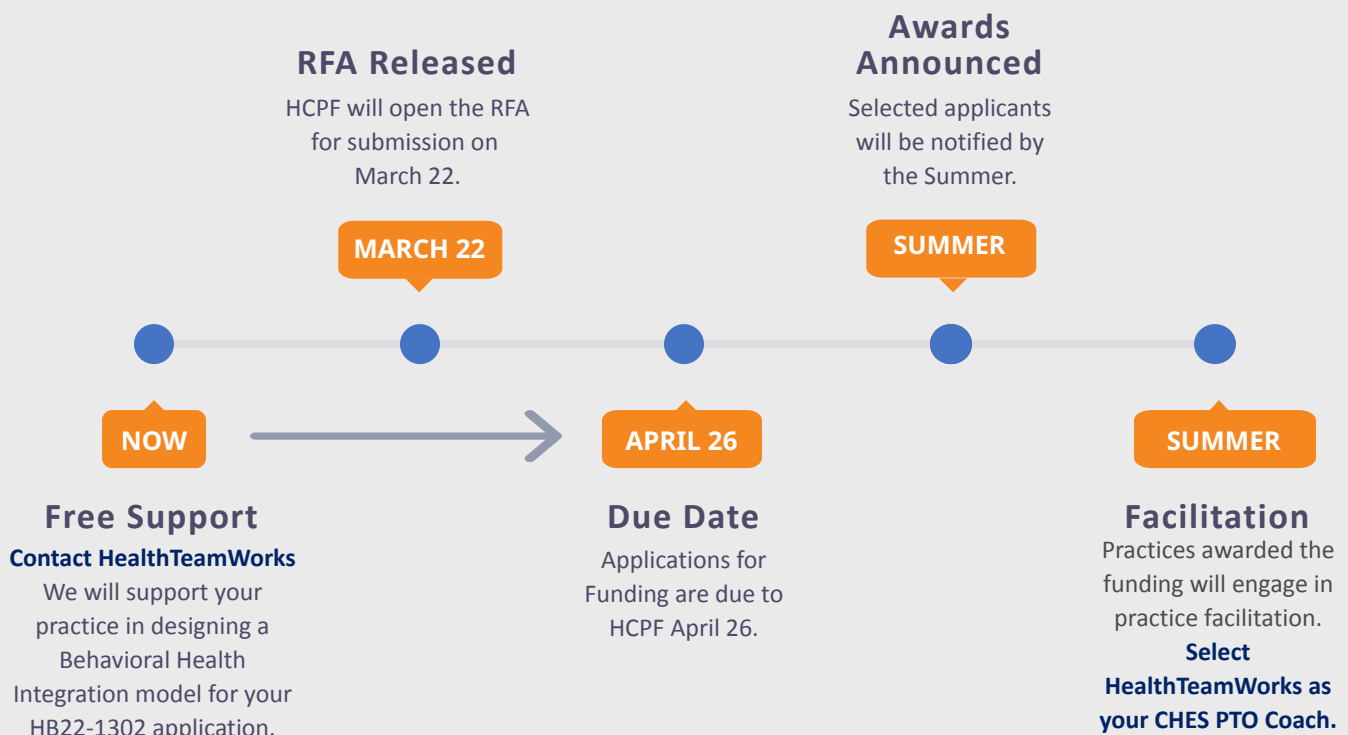 RFA Released
HCPF will open the RFA
for submission on
March 22.
MARCH 22
Awards
Announced
Selected applicants
will be notified by
the Summer.
SUMMER
NOW
Free Support
Contact HealthTeamWorks
We will support your
practice in designing a
Behavioral Health
Integration model for your
HB22-1302 application.
APRIL 26
Due Date
Applications for
Funding are due to
HCPF April 26.
SUMMER
Facilitation
Practices awarded the
funding will engage in
practice facilitation.
Select
HealthTeamWorks as
your CHES PTO Coach.